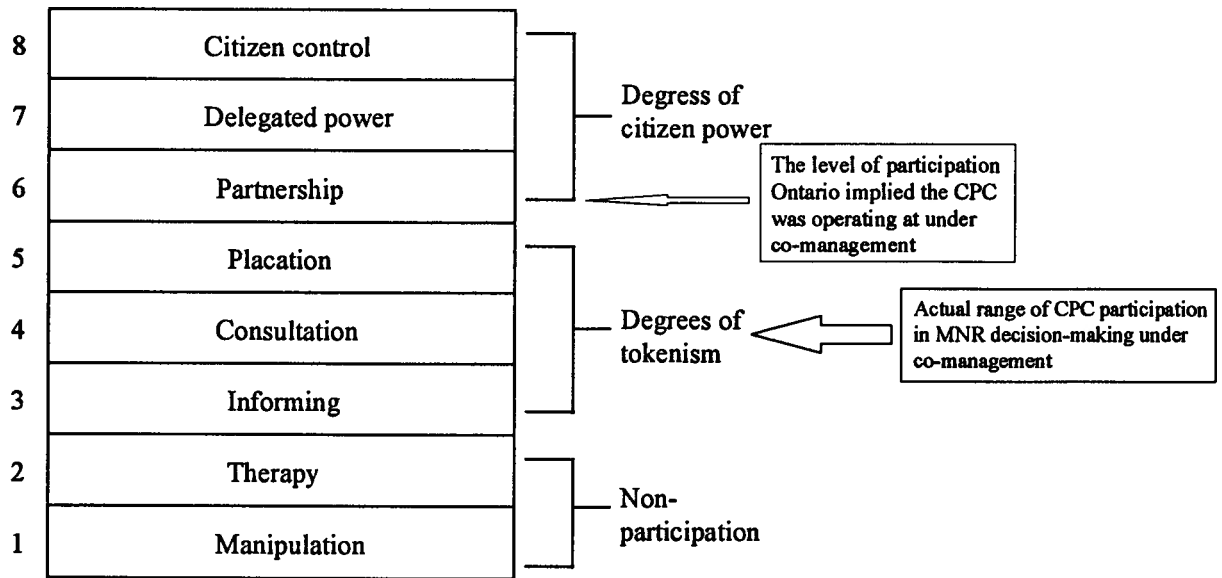 8 Citizen control
7 Delegated power
6 Partnership
5 Placation
4 Consultation
3 Informing
2 Therapy
1 Manipulation
Degress of
citizen power
The level of participation
Ontario implied the CPC
was operating at under
co-management
Degrees of
tokenism
Actual range of CPC participation
in MNR decision-making under
co-management
Non-
participation